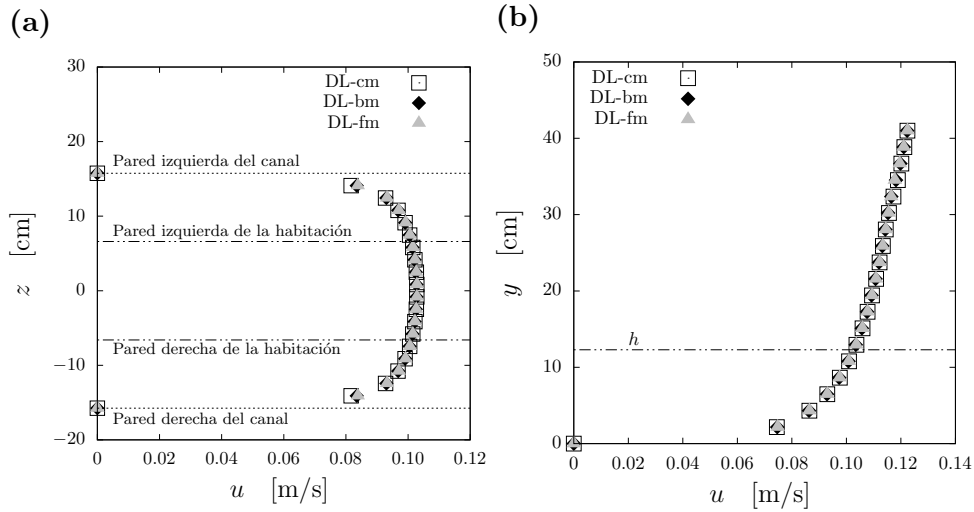 (a)
30
20
10
0
−10
−20
z [cm]
DL-cm
DL-bm
DL-fm
Pared izquierda del canal
Pared izquierda de la habitación
Pared derecha de la habitación
Pared derecha del canal
0 0.02 0.04 0.06 0.08 0.10 0.12
u [m/s]
(b)
50
40
30
20
10
0
y [cm]
DL-cm
DL-bm
DL-fm
h
0 0.02 0.04 0.06 0.08 0.10 0.12 0.14
u [m/s]